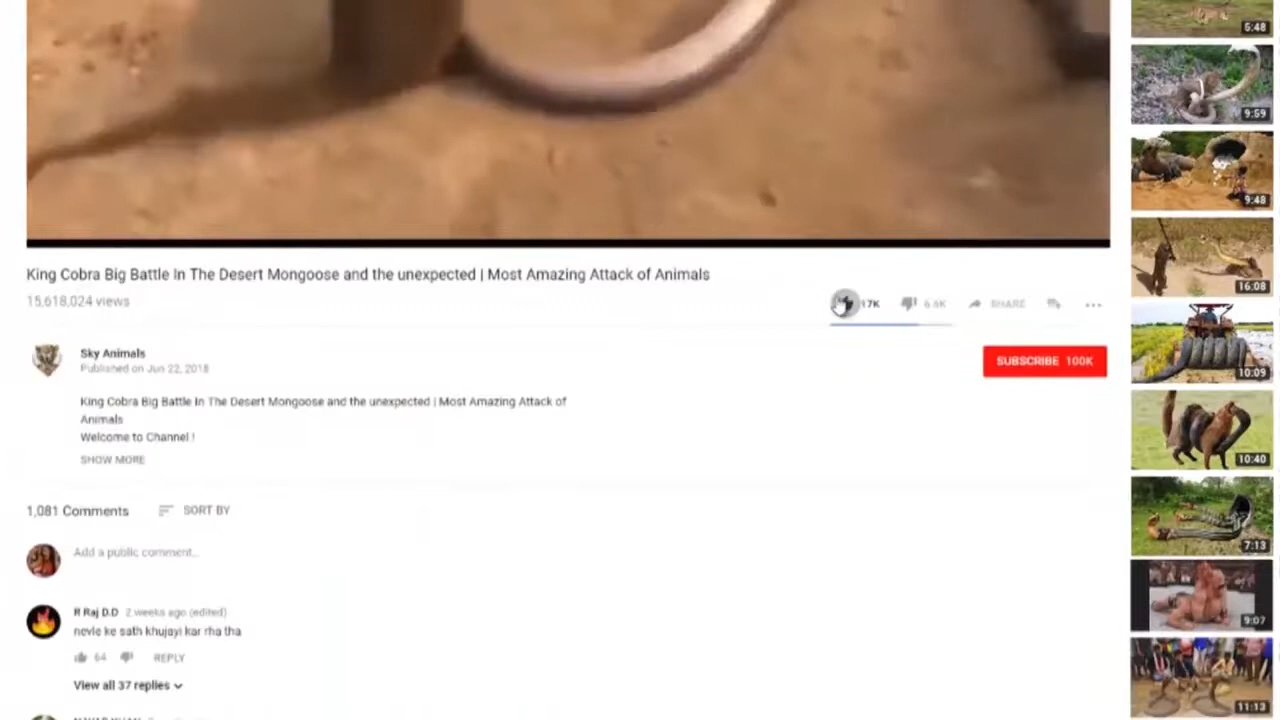 King Cobra Big Battle In The Desert Mongoose and the unexpected | Most Amazing Attack of Animals
15,618,024 views
17K 6.6K SHARE
Sky Animals
Published on Jun 22, 2018
SUBSCRIBE 100K
King Cobra Big Battle In The Desert Mongoose and the unexpected | Most Amazing Attack of
Animals
Welcome to Channel !
SHOW MORE
1,081 Comments SORT BY
Add a public comment...
R Raj D.D 2 weeks ago (edited)
nevle ke sath khujayi kar rha tha
64 REPLY
View all 37 replies
5:48
9:59
9:48
16:08
10:09
10:40
7:13
9:07
11:13